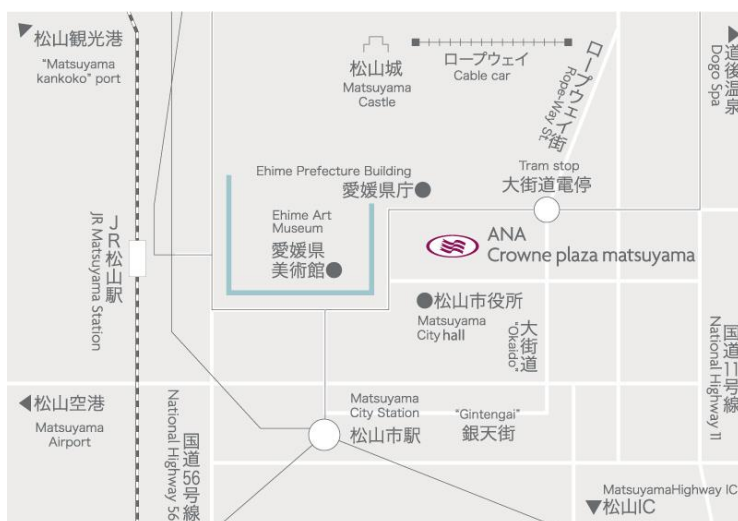 松山観光港
"Matsuyama
kankoko" port
松山城
Matsuyama
Castle
ロープウェイ
Cable car
ロープウェイ街
Rope-Way St.
道後温泉
Dogo Spa
Tram stop
大街道電停
Ehime Prefecture Building
愛媛県庁
Ehime Art
Museum
愛媛県
美術館
ANA
Crowne plaza matsuyama
JR松山駅
JR Matsuyama Station
松山市役所
Matsuyama
City hall
大街道
"Okaido"
国道11号線
National Highway 11
松山空港
Matsuyama
Airport
国道56号線
National Highway 56
Matsuyama
City Station
松山市駅
"Gintengai"
銀天街
MatsuyamaHighway IC
松山IC